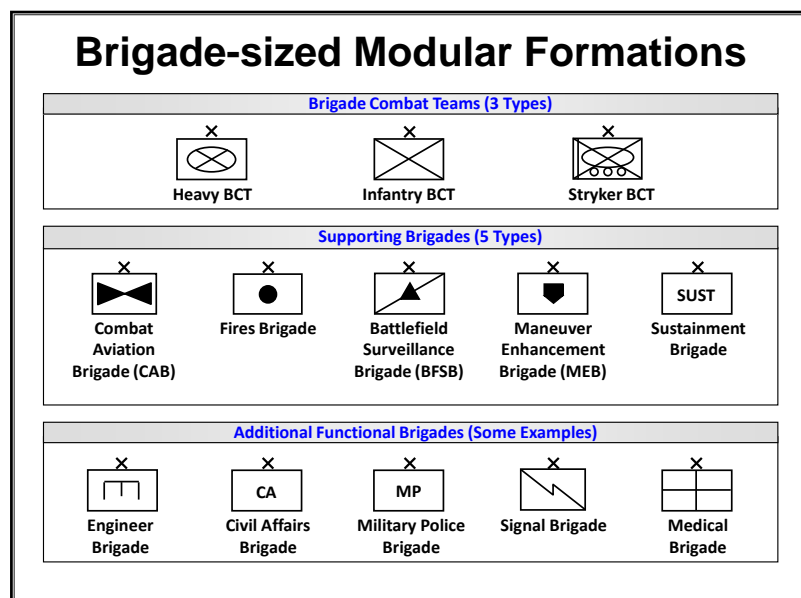 Brigade-sized Modular Formations
Brigade Combat Teams (3 Types)
Heavy BCT
Infantry BCT
Stryker BCT
Supporting Brigades (5 Types)
SUST
Combat
Aviation
Brigade (CAB)
Fires Brigade
Battlefield
Surveillance
Brigade (BFSB)
Maneuver
Enhancement
Brigade (MEB)
Sustainment
Brigade
Additional Functional Brigades (Some Examples)
CA
MP
Engineer
Brigade
Civil Affairs
Brigade
Military Police
Brigade
Signal Brigade
Medical
Brigade